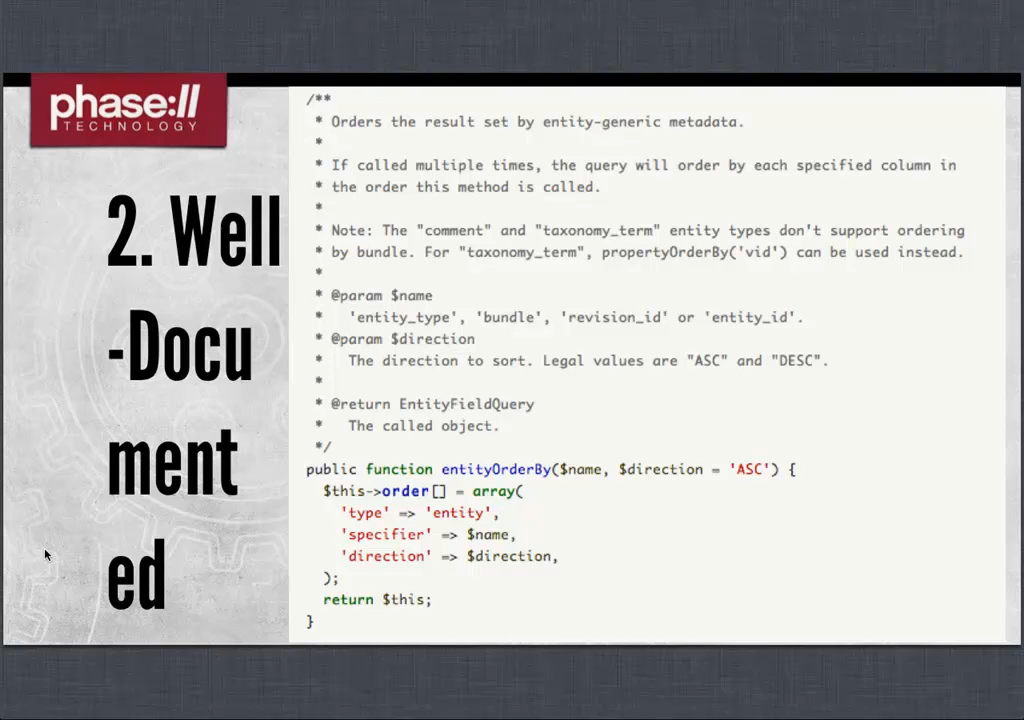 phase:// 
TECHNOLOGY
2. Well
-Docu
ment
ed
/**
 * Orders the result set by entity-generic metadata.
 *
 * If called multiple times, the query will order by each specified column in
 * the order this method is called.
 *
 * Note: The "comment" and "taxonomy_term" entity types don't support ordering
 * by bundle. For "taxonomy_term", propertyOrderBy('vid') can be used instead.
 *
 * @param $name
 *   'entity_type', 'bundle', 'revision_id' or 'entity_id'.
 * @param $direction
 *   The direction to sort. Legal values are "ASC" and "DESC".
 *
 * @return EntityFieldQuery
 *   The called object.
 */
public function entityOrderBy($name, $direction = 'ASC') {
  $this->order[] = array(
    'type' => 'entity',
    'specifier' => $name,
    'direction' => $direction,
  );
  return $this;
}